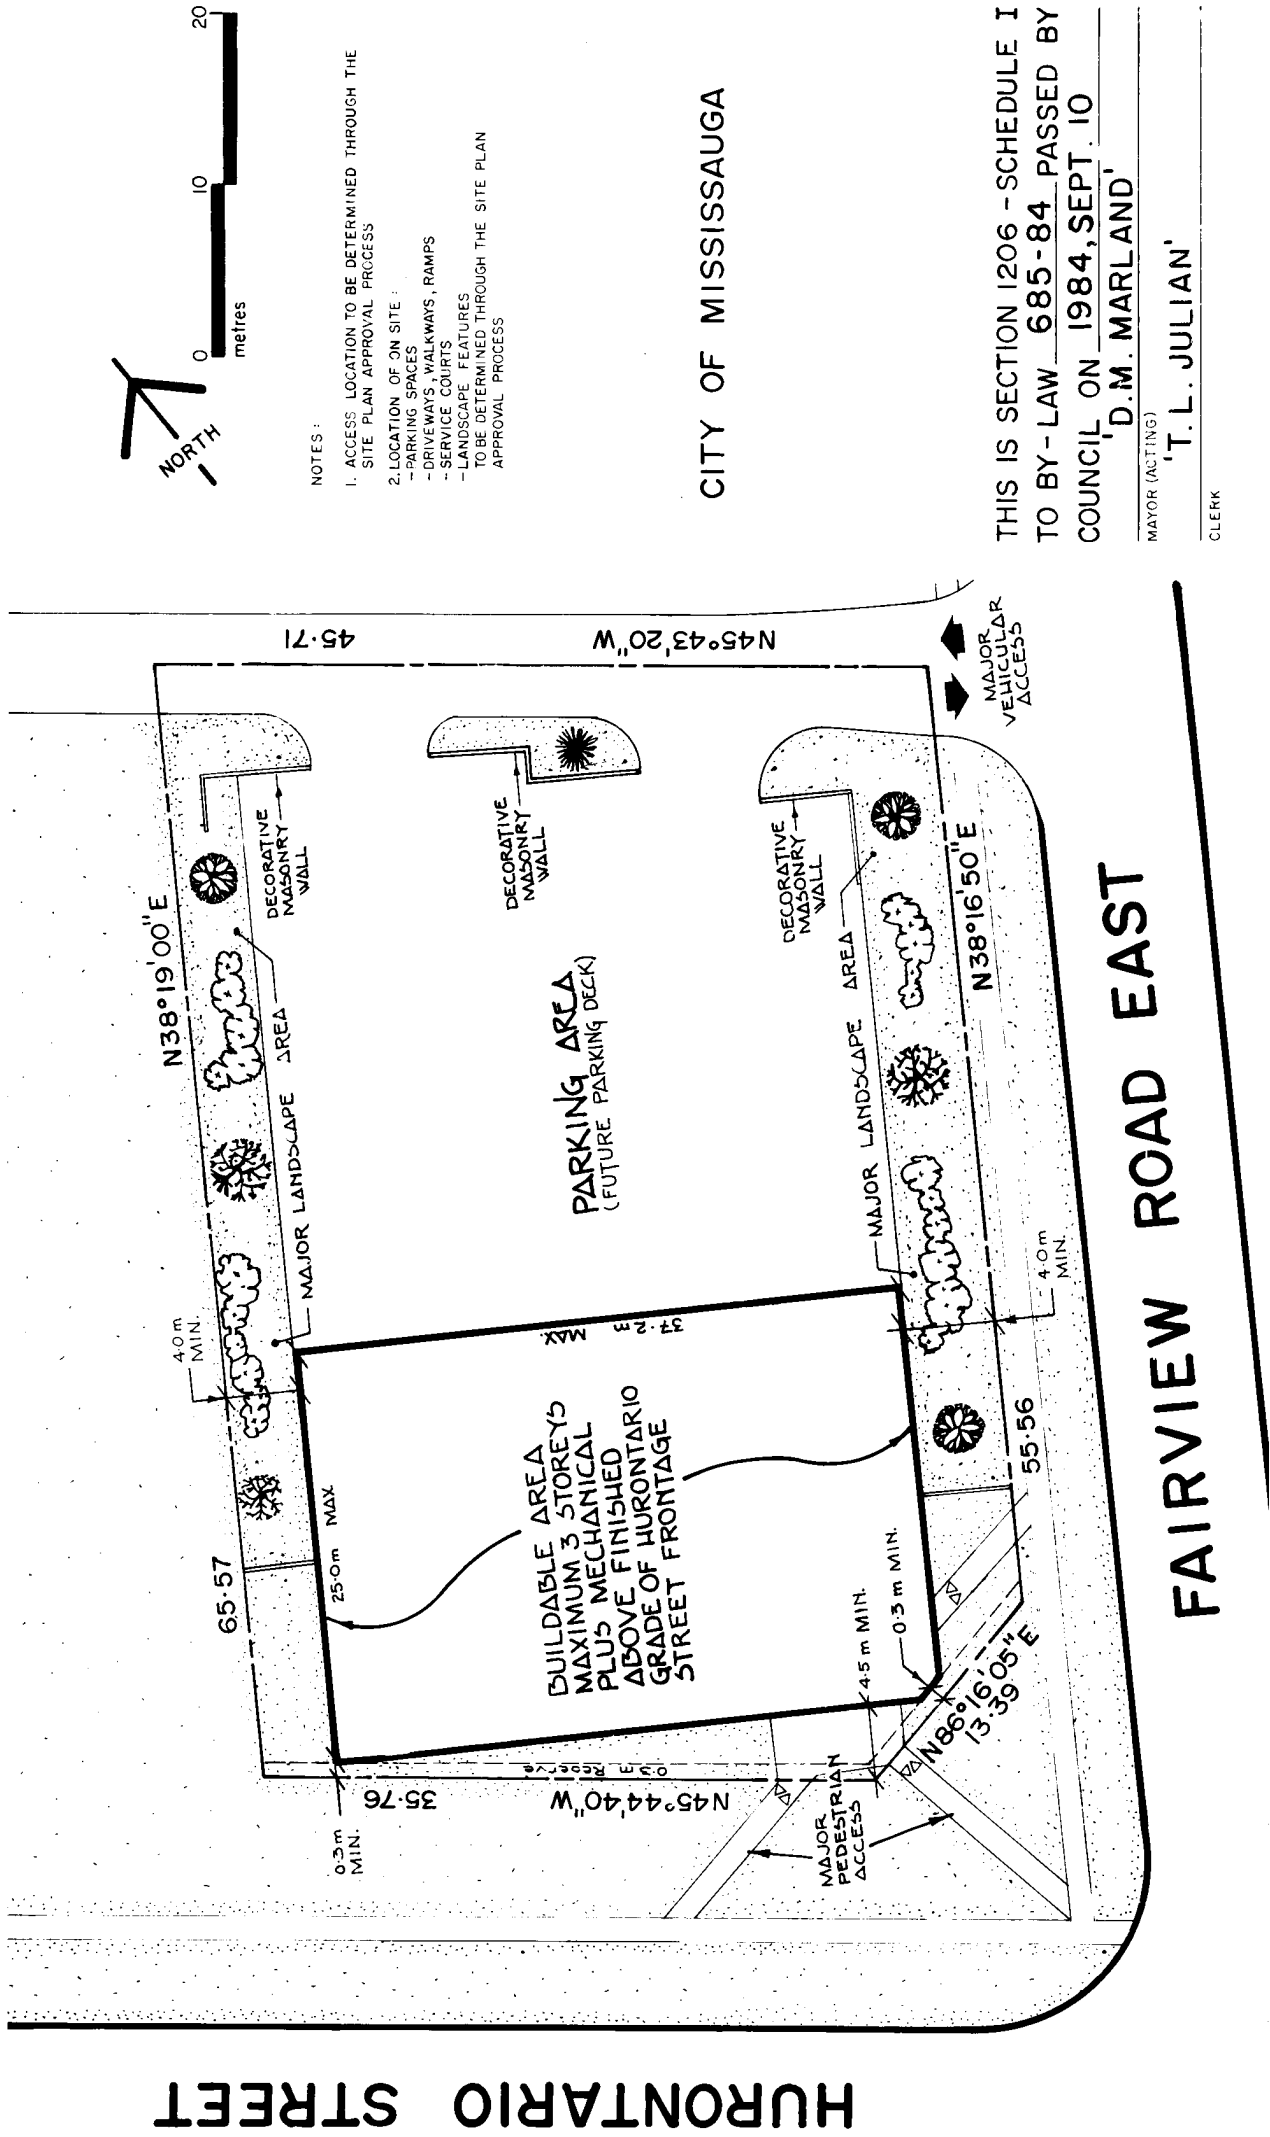 HURONTARIO STREET
FAIRVIEW ROAD EAST
N38°19'00"E
65·57
N45°43'20"W
45·71
N38°16'50"E
55·56
N86°16'05"E
13·39
N45°44'40"W
35·76
0·3m
Reserve
0·3m
MIN.
4·0m
MIN.
4·0m
MIN.
4·5m MIN.
0·3m MIN.
25·0m MAX
37·2m MAX.
BUILDABLE AREA
MAXIMUM 3 STOREYS
PLUS MECHANICAL
ABOVE FINISHED
GRADE OF HURONTARIO
STREET FRONTAGE
PARKING AREA
(FUTURE PARKING DECK)
MAJOR LANDSCAPE AREA
MAJOR LANDSCAPE AREA
DECORATIVE
MASONRY
WALL
DECORATIVE
MASONRY
WALL
DECORATIVE
MASONRY
WALL
MAJOR
VEHICULAR
ACCESS
MAJOR
PEDESTRIAN
ACCESS
NORTH
0 10 20
metres
NOTES:
1. ACCESS LOCATION TO BE DETERMINED THROUGH THE
SITE PLAN APPROVAL PROCESS
2. LOCATION OF ON SITE:
-PARKING SPACES
-DRIVEWAYS, WALKWAYS, RAMPS
-SERVICE COURTS
-LANDSCAPE FEATURES
TO BE DETERMINED THROUGH THE SITE PLAN
APPROVAL PROCESS
CITY OF MISSISSAUGA
THIS IS SECTION 1206 - SCHEDULE I
TO BY-LAW 685-84 PASSED BY
COUNCIL ON 1984, SEPT. 10
'D.M. MARLAND'
MAYOR (ACTING)
'T. L. JULIAN'
CLERK